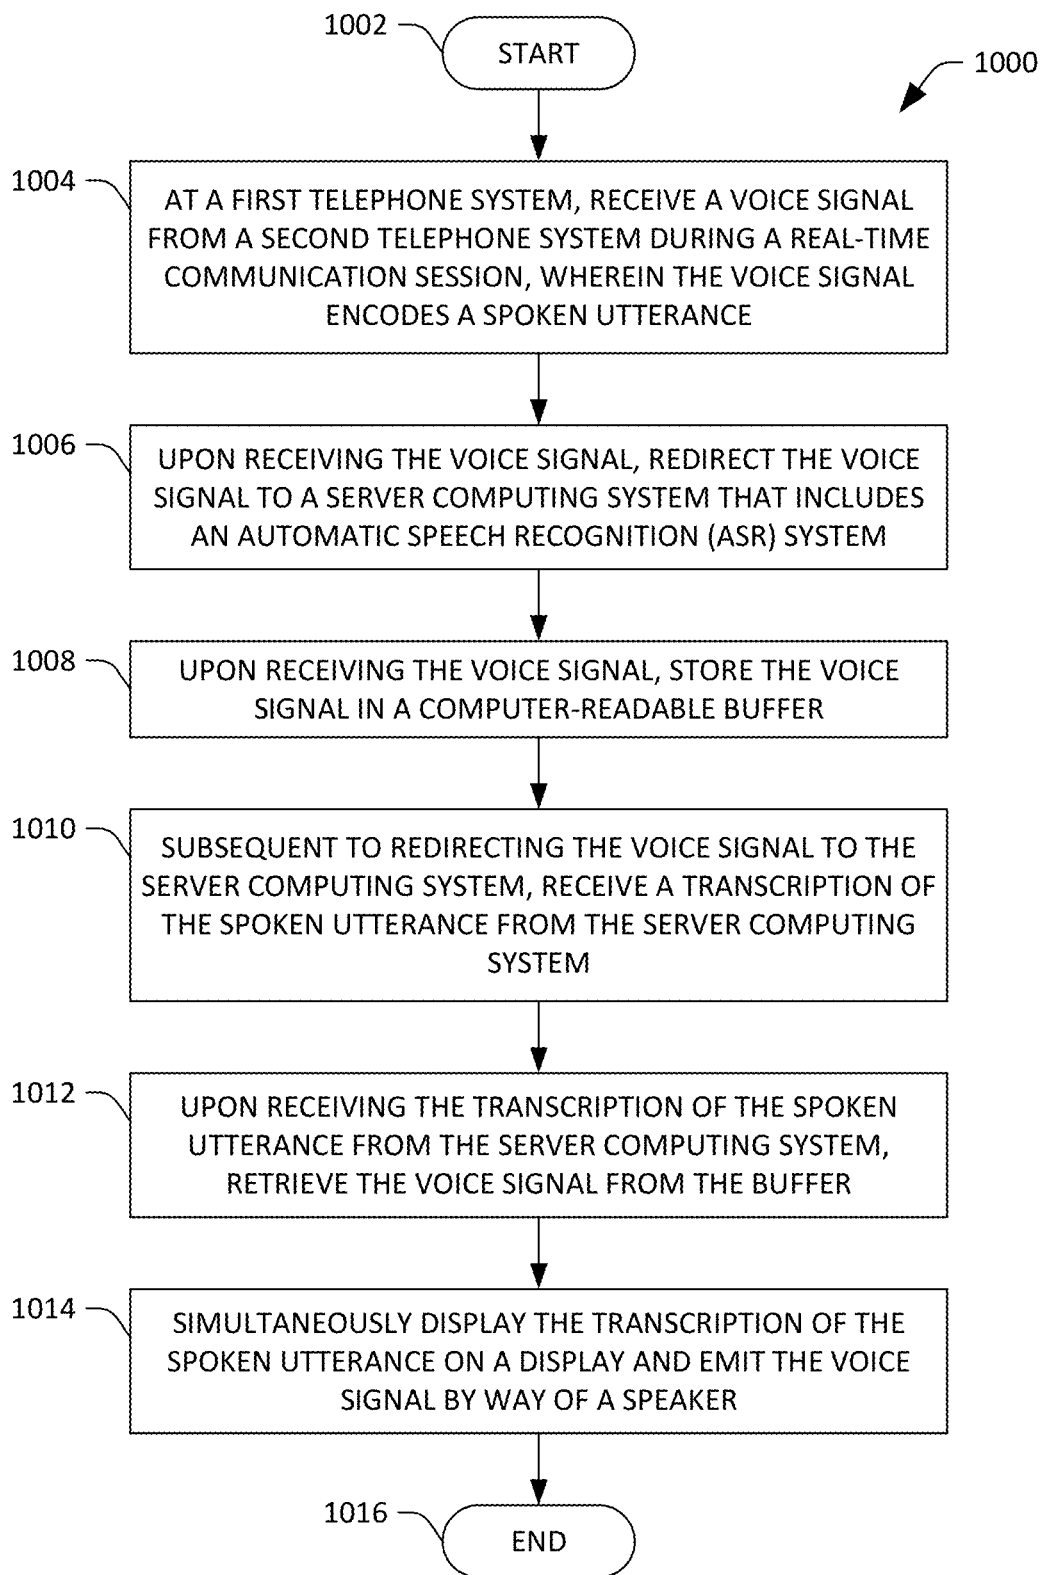 1002
START
1000
1004
AT A FIRST TELEPHONE SYSTEM, RECEIVE A VOICE SIGNAL
FROM A SECOND TELEPHONE SYSTEM DURING A REAL-TIME
COMMUNICATION SESSION, WHEREIN THE VOICE SIGNAL
ENCODES A SPOKEN UTTERANCE
1006
UPON RECEIVING THE VOICE SIGNAL, REDIRECT THE VOICE
SIGNAL TO A SERVER COMPUTING SYSTEM THAT INCLUDES
AN AUTOMATIC SPEECH RECOGNITION (ASR) SYSTEM
1008
UPON RECEIVING THE VOICE SIGNAL, STORE THE VOICE
SIGNAL IN A COMPUTER-READABLE BUFFER
1010
SUBSEQUENT TO REDIRECTING THE VOICE SIGNAL TO THE
SERVER COMPUTING SYSTEM, RECEIVE A TRANSCRIPTION OF
THE SPOKEN UTTERANCE FROM THE SERVER COMPUTING
SYSTEM
1012
UPON RECEIVING THE TRANSCRIPTION OF THE SPOKEN
UTTERANCE FROM THE SERVER COMPUTING SYSTEM,
RETRIEVE THE VOICE SIGNAL FROM THE BUFFER
1014
SIMULTANEOUSLY DISPLAY THE TRANSCRIPTION OF THE
SPOKEN UTTERANCE ON A DISPLAY AND EMIT THE VOICE
SIGNAL BY WAY OF A SPEAKER
1016
END